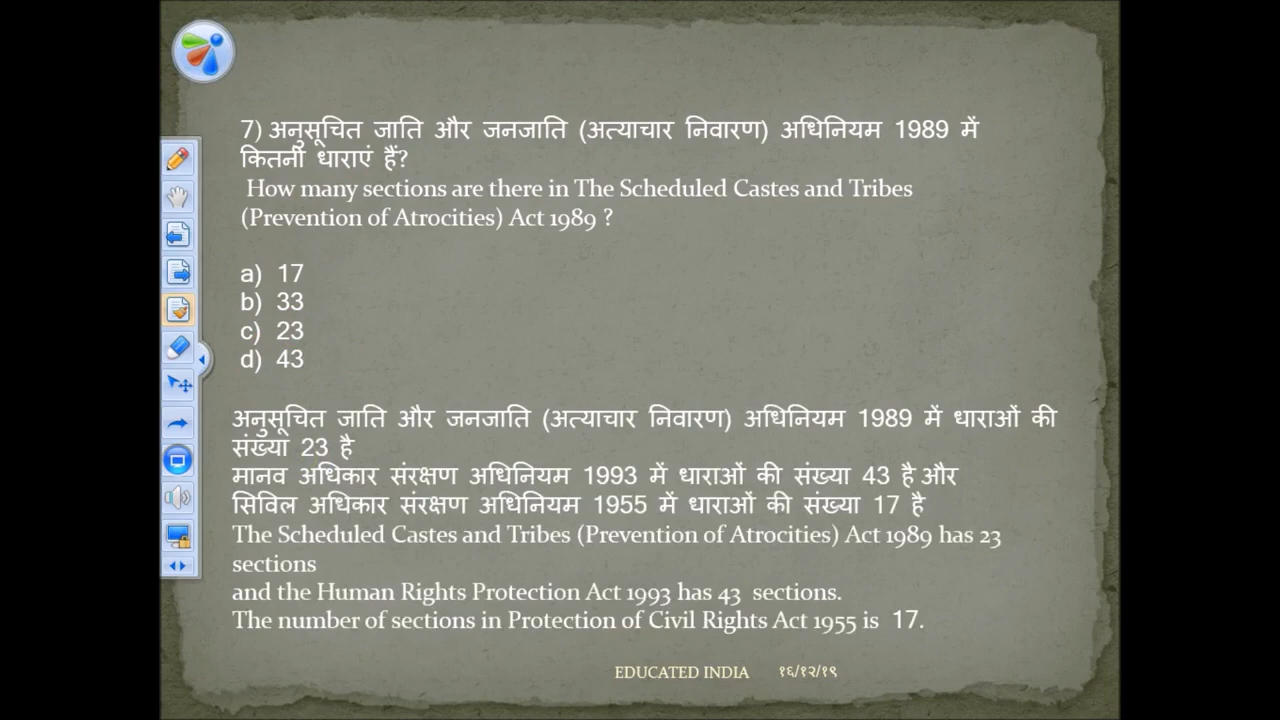 7) अनुसूचित जाति और जनजाति (अत्याचार निवारण) अधिनियम 1989 में
कितनी धाराएं हैं?
How many sections are there in The Scheduled Castes and Tribes
(Prevention of Atrocities) Act 1989 ?
a) 17
b) 33
c) 23
d) 43
अनुसूचित जाति और जनजाति (अत्याचार निवारण) अधिनियम 1989 में धाराओं की
संख्या 23 है
मानव अधिकार संरक्षण अधिनियम 1993 में धाराओं की संख्या 43 है और
सिविल अधिकार संरक्षण अधिनियम 1955 में धाराओं की संख्या 17 है
The Scheduled Castes and Tribes (Prevention of Atrocities) Act 1989 has 23
sections
and the Human Rights Protection Act 1993 has 43 sections.
The number of sections in Protection of Civil Rights Act 1955 is 17.
EDUCATED INDIA १६/१२/१९